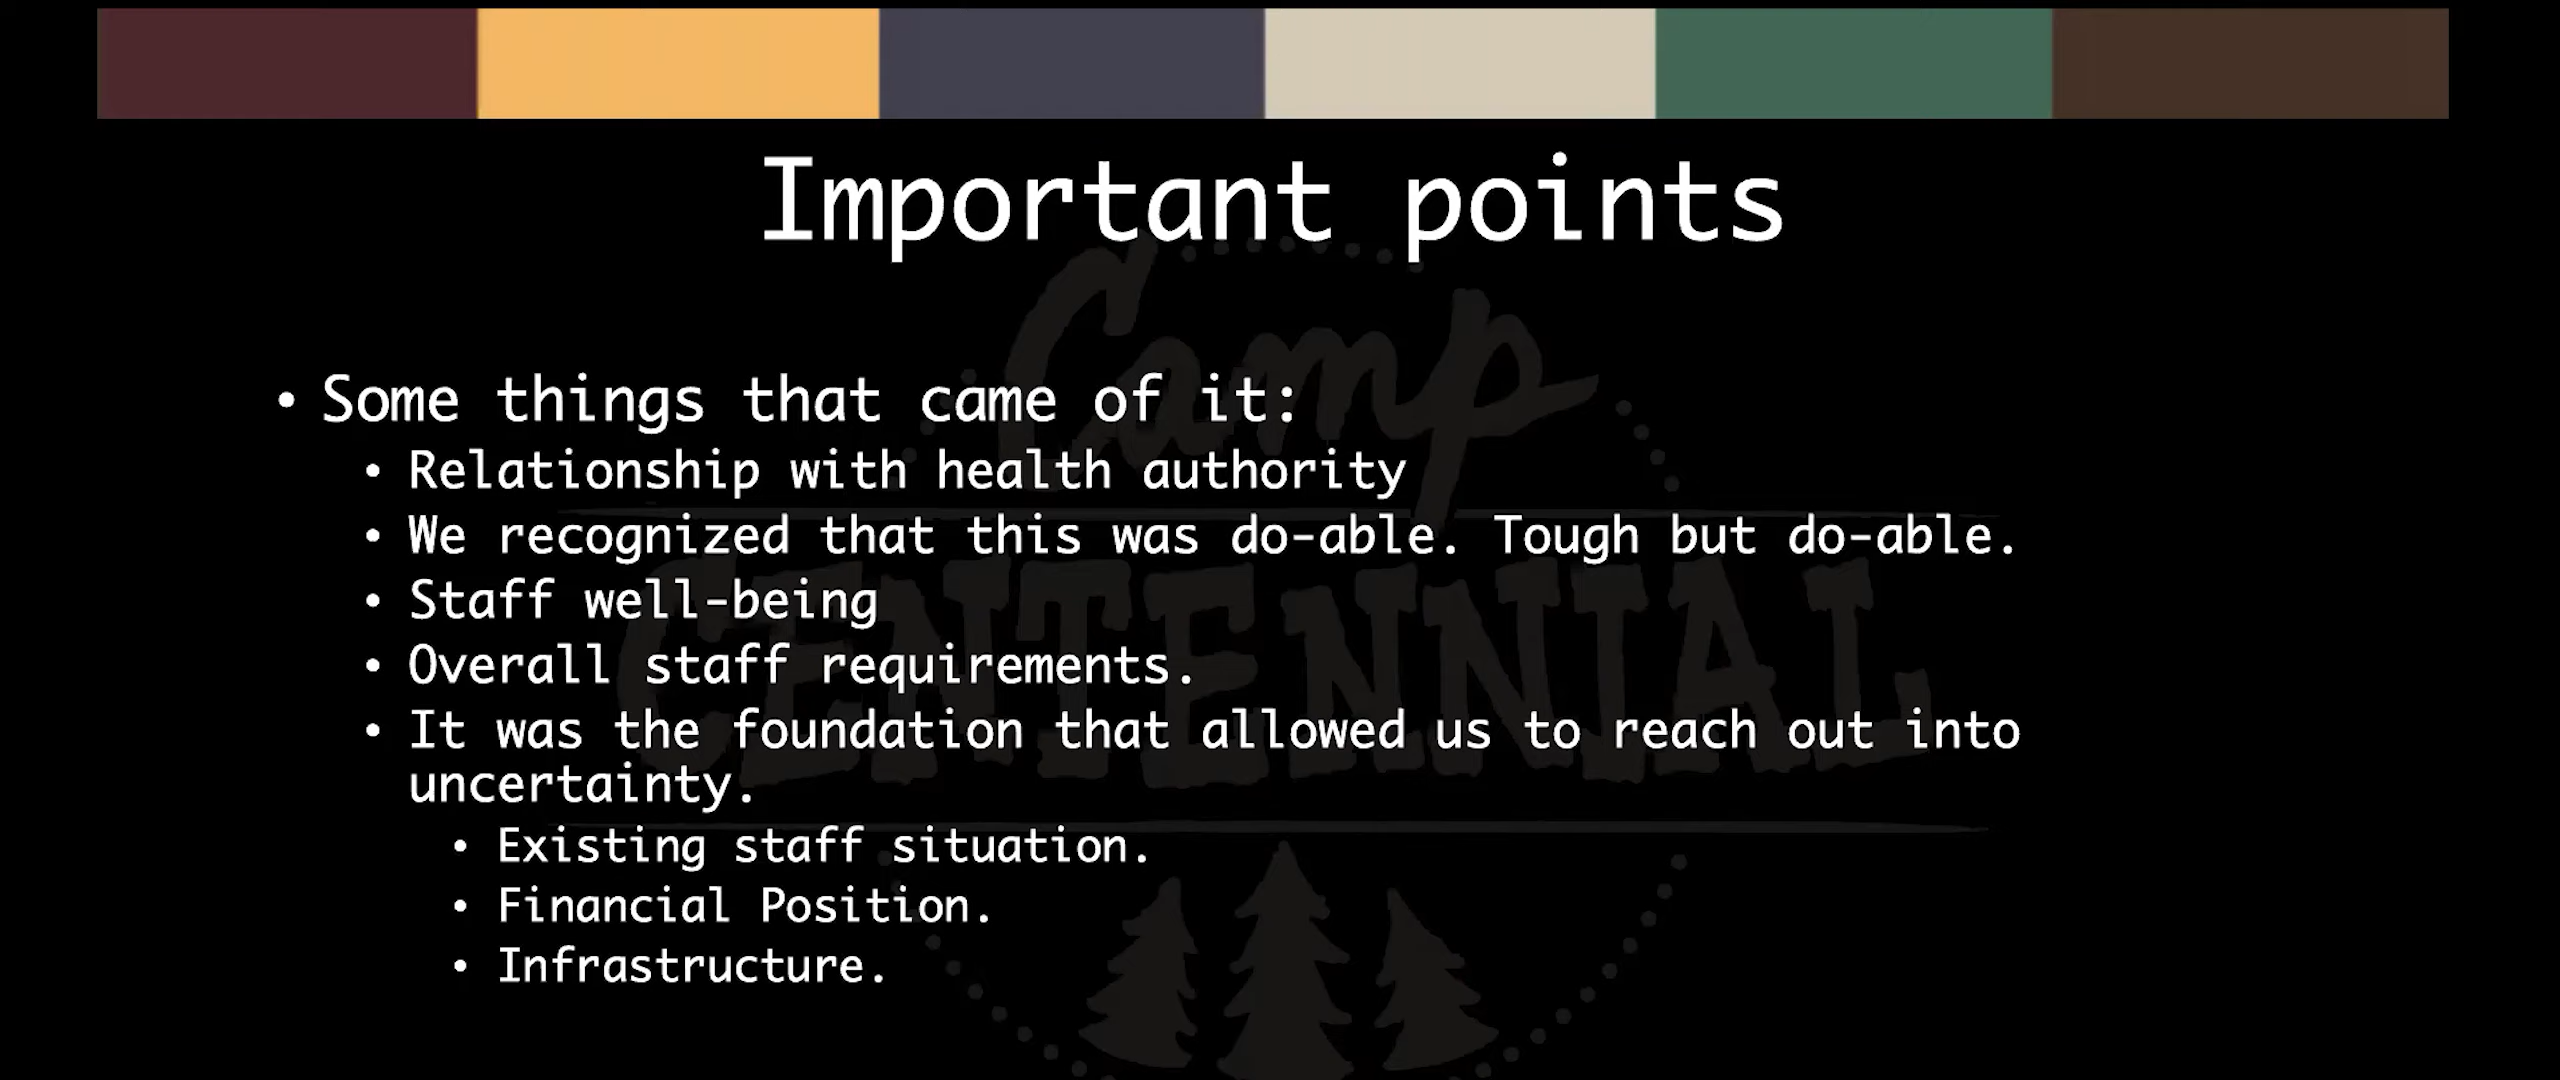 Important points
• Some things that came of it:
• Relationship with health authority
• We recognized that this was do-able. Tough but do-able.
• Staff well-being
• Overall staff requirements.
• It was the foundation that allowed us to reach out into
uncertainty.
• Existing staff situation.
• Financial Position.
• Infrastructure.
Camp
CENTENNIAL